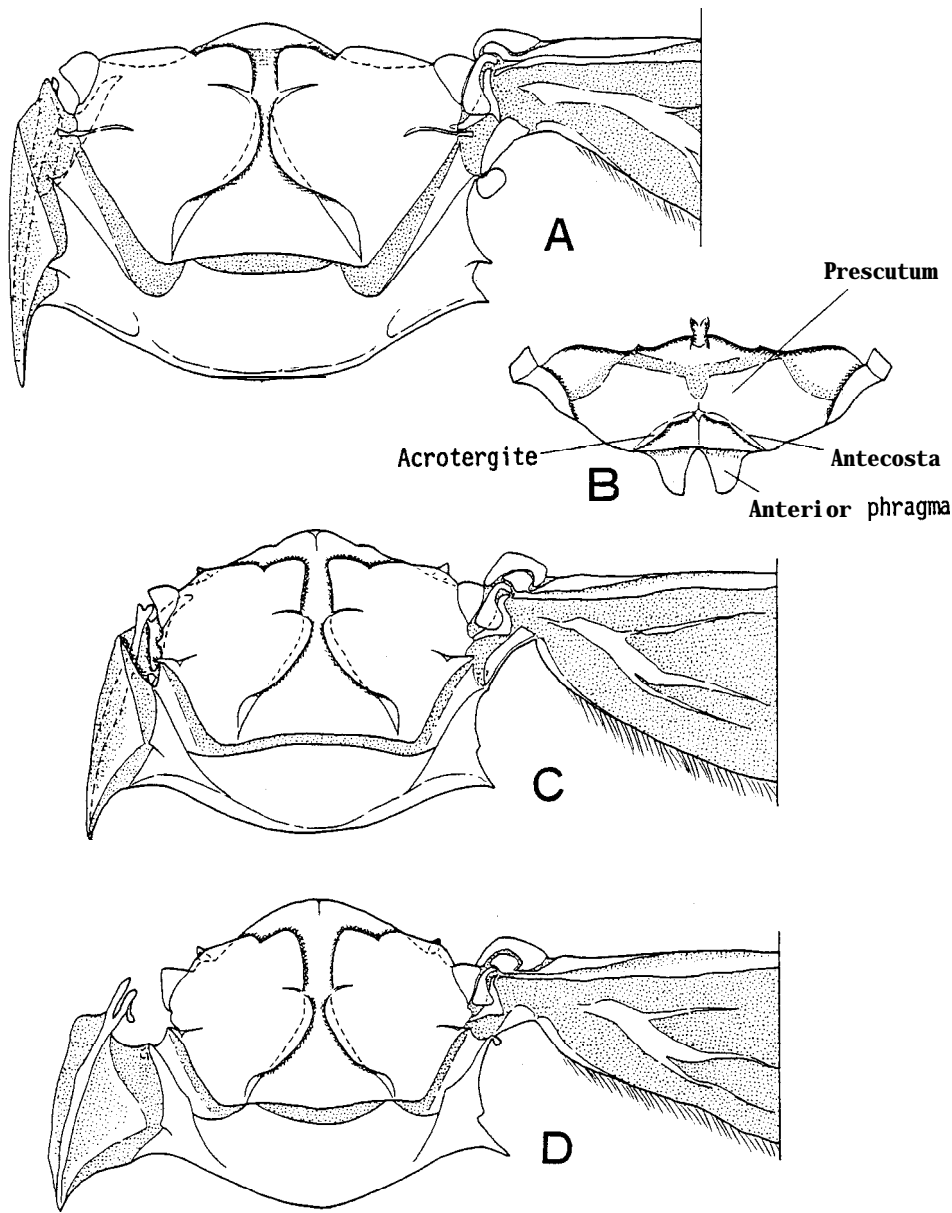 A
Prescutum
Acrotergite
Antecosta
B
Anterior phragma
C
D